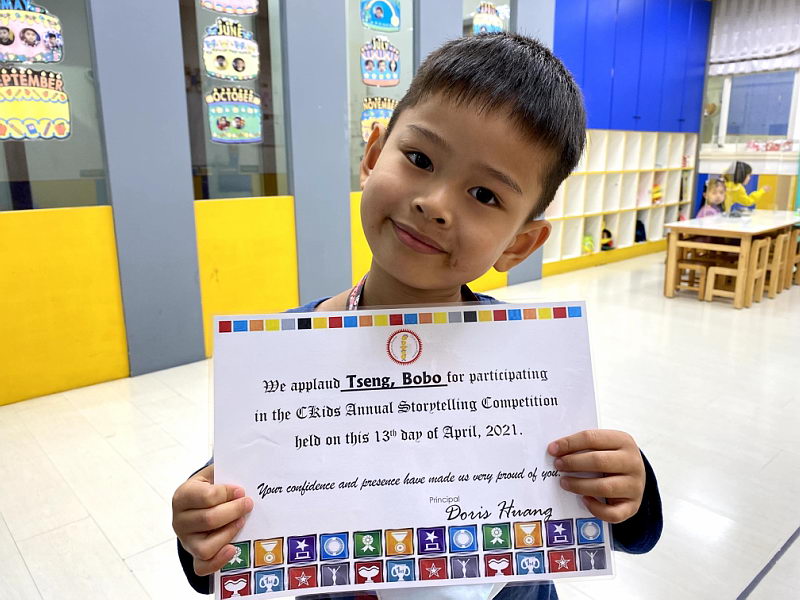 MAY
SEPTEMBER
JUNE
OCTOBER
JULY
NOVEMBER
We applaud Tseng, Bobo for participating
in the CKids Annual Storytelling Competition
held on this 13th day of April, 2021.
Your confidence and presence have made us very proud of you.
Principal
Doris Huang